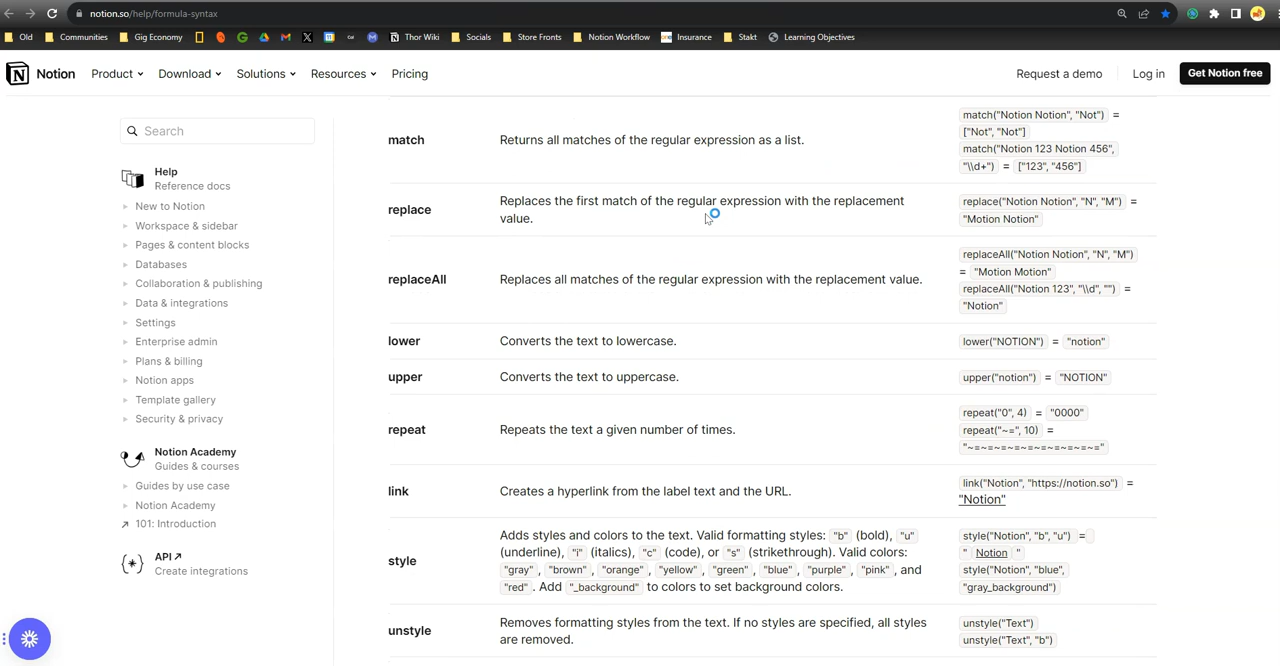 notion.so/help/formula-syntax
Old Communities Gig Economy Thor Wiki Socials Store Fronts Notion Workflow Insurance Stakt Learning Objectives
Notion Product Download Solutions Resources Pricing Request a demo Log in Get Notion free
Search
Help
Reference docs
New to Notion
Workspace & sidebar
Pages & content blocks
Databases
Collaboration & publishing
Data & integrations
Settings
Enterprise admin
Plans & billing
Notion apps
Template gallery
Security & privacy
Notion Academy
Guides & courses
Guides by use case
Notion Academy
101: Introduction
API
Create integrations
match
Returns all matches of the regular expression as a list.
match("Notion Notion", "Not") =
["Not", "Not"]
match("Notion 123 Notion 456",
"\\d+") = ["123", "456"]
replace
Replaces the first match of the regular expression with the replacement
value.
replace("Notion Notion", "N", "M") =
"Motion Notion"
replaceAll
Replaces all matches of the regular expression with the replacement value.
replaceAll("Notion Notion", "N", "M")
= "Motion Motion"
replaceAll("Notion 123", "\\d", "") =
"Notion"
lower
Converts the text to lowercase.
lower("NOTION") = "notion"
upper
Converts the text to uppercase.
upper("notion") = "NOTION"
repeat
Repeats the text a given number of times.
repeat("0", 4) = "0000"
repeat("~=", 10) =
"~=~=~=~=~=~=~=~=~=~="
link
Creates a hyperlink from the label text and the URL.
link("Notion", "https://notion.so") =
"Notion"
style
Adds styles and colors to the text. Valid formatting styles: "b" (bold), "u"
(underline), "i" (italics), "c" (code), or "s" (strikethrough). Valid colors:
"gray", "brown", "orange", "yellow", "green", "blue", "purple", "pink", and
"red". Add "_background" to colors to set background colors.
style("Notion", "b", "u") =
" Notion "
style("Notion", "blue",
"gray_background")
unstyle
Removes formatting styles from the text. If no styles are specified, all styles
are removed.
unstyle("Text")
unstyle("Text", "b")